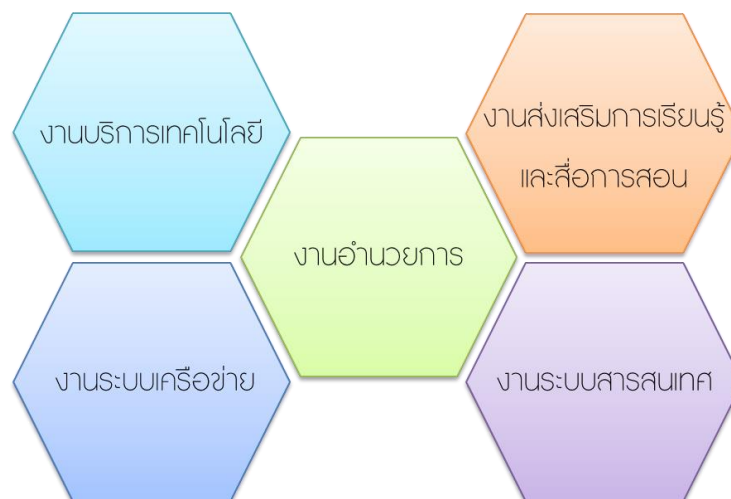 งานบริการเทคโนโลยี
งานส่งเสริมการเรียนรู้
และสื่อการสอน
งานอำนวยการ
งานระบบเครือข่าย
งานระบบสารสนเทศ